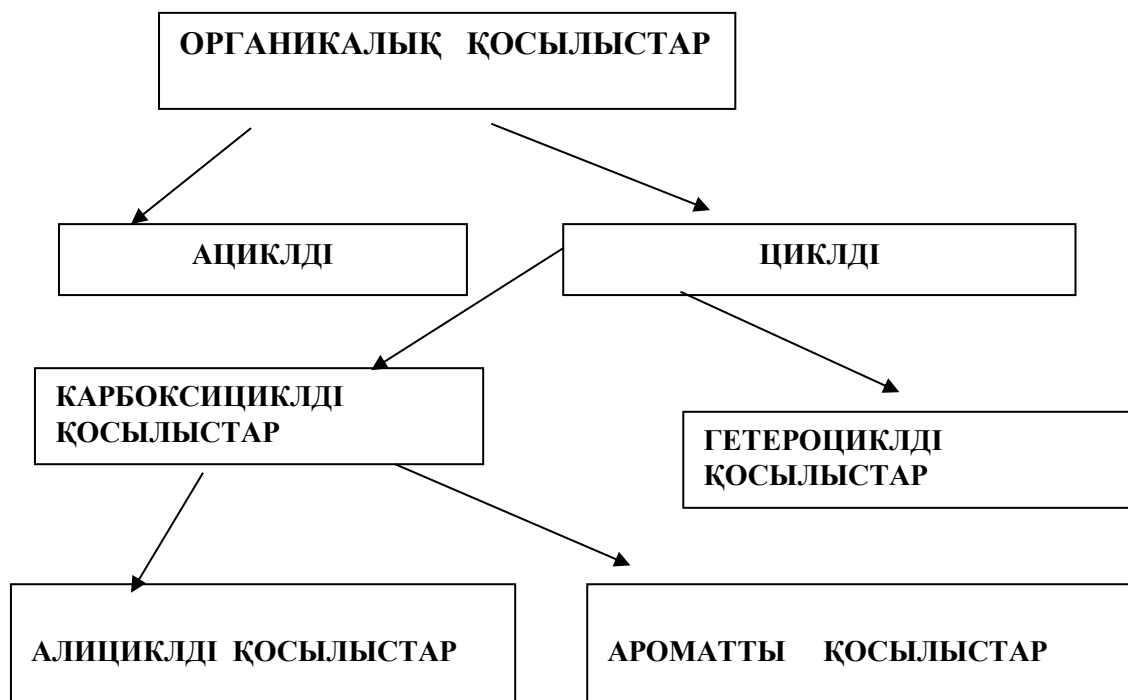 ОРГАНИКАЛЫҚ ҚОСЫЛЫСТАР
АЦИКЛДІ
ЦИКЛДІ
КАРБОКСИЦИКЛДІ
ҚОСЫЛЫСТАР
ГЕТЕРОЦИКЛДІ
ҚОСЫЛЫСТАР
АЛИЦИКЛДІ ҚОСЫЛЫСТАР
АРОМАТТЫ ҚОСЫЛЫСТАР